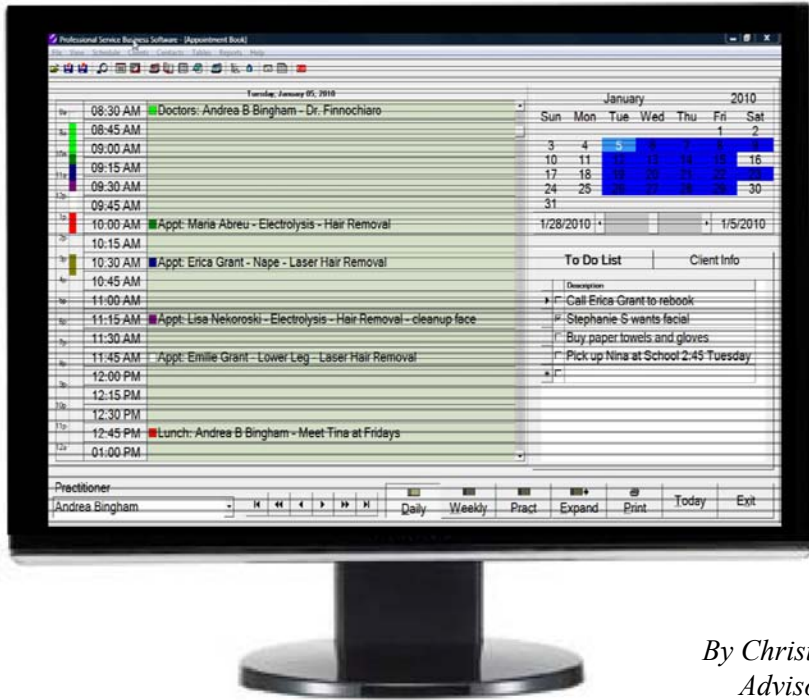 Professional Service Business Software - [Appointment Book]
File View Schedule Clients Contacts Tables Reports Help
Tuesday, January 05, 2010
08:30 AM Doctors: Andrea B Bingham - Dr. Finnochiaro
08:45 AM
09:00 AM
09:15 AM
09:30 AM
09:45 AM
10:00 AM Appt: Maria Abreu - Electrolysis - Hair Removal
10:15 AM
10:30 AM Appt: Erica Grant - Nape - Laser Hair Removal
10:45 AM
11:00 AM
11:15 AM Appt: Lisa Nekoroski - Electrolysis - Hair Removal - cleanup face
11:30 AM
11:45 AM Appt: Emilie Grant - Lower Leg - Laser Hair Removal
12:00 PM
12:15 PM
12:30 PM
12:45 PM Lunch: Andrea B Bingham - Meet Tina at Fridays
01:00 PM
January 2010
Sun Mon Tue Wed Thu Fri Sat
1 2
3 4 5 6 7 8 9
10 11 12 13 14 15 16
17 18 19 20 21 22 23
24 25 26 27 28 29 30
31
1/28/2010 1/5/2010
To Do List Client Info
Description
Call Erica Grant to rebook
Stephanie S wants facial
Buy paper towels and gloves
Pick up Nina at School 2:45 Tuesday
Practitioner
Andrea Bingham
Daily Weekly Pract Expand Print Today Exit
By Christ
Adviso